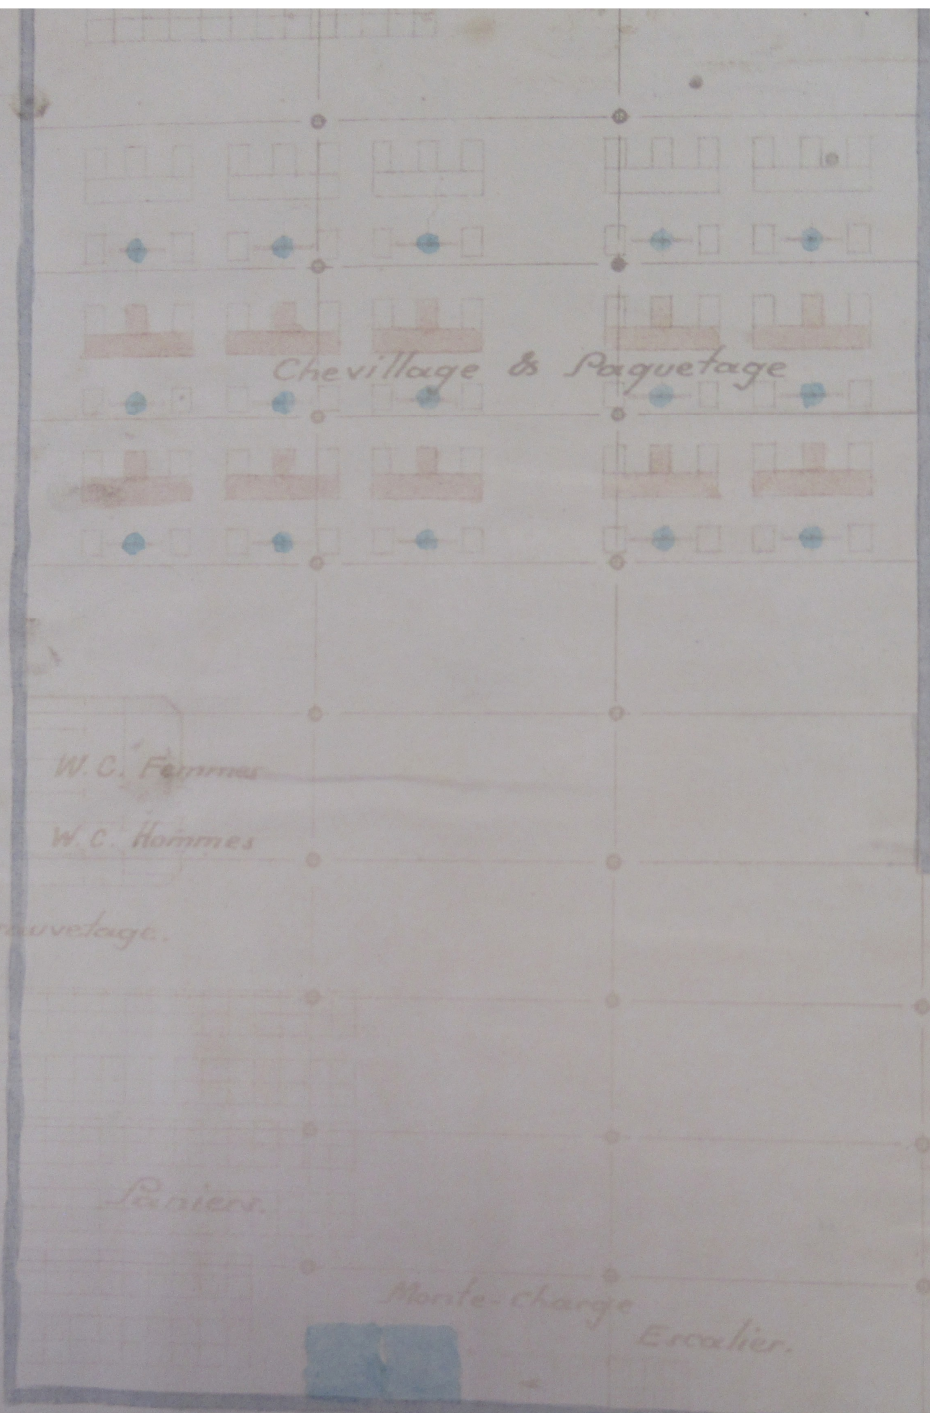 Chevillage & Paquetage
W.C. Femmes
W.C. Hommes
Paniers.
Monte-Charge
Escalier.